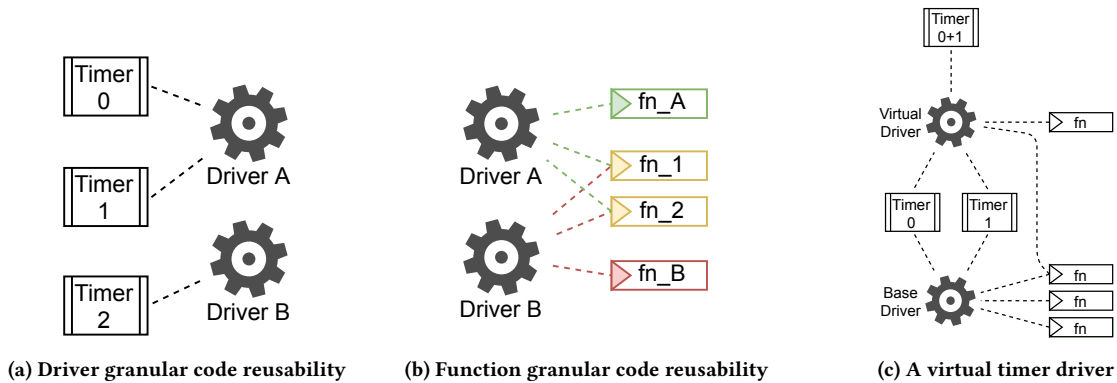 Timer
0
Timer
1
Timer
2
Driver A
Driver B
(a) Driver granular code reusability
Driver A
Driver B
fn_A
fn_1
fn_2
fn_B
(b) Function granular code reusability
Timer
0+1
Virtual
Driver
fn
Timer
0
Timer
1
Base
Driver
fn
fn
fn
(c) A virtual timer driver